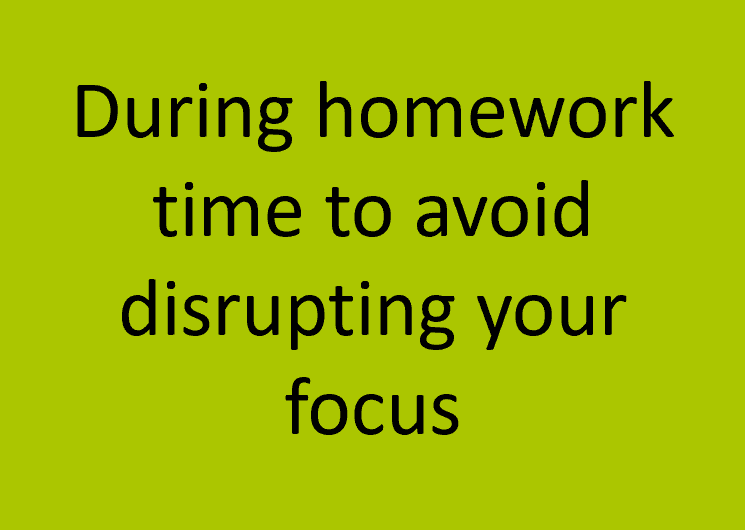 During homework
time to avoid
disrupting your
focus